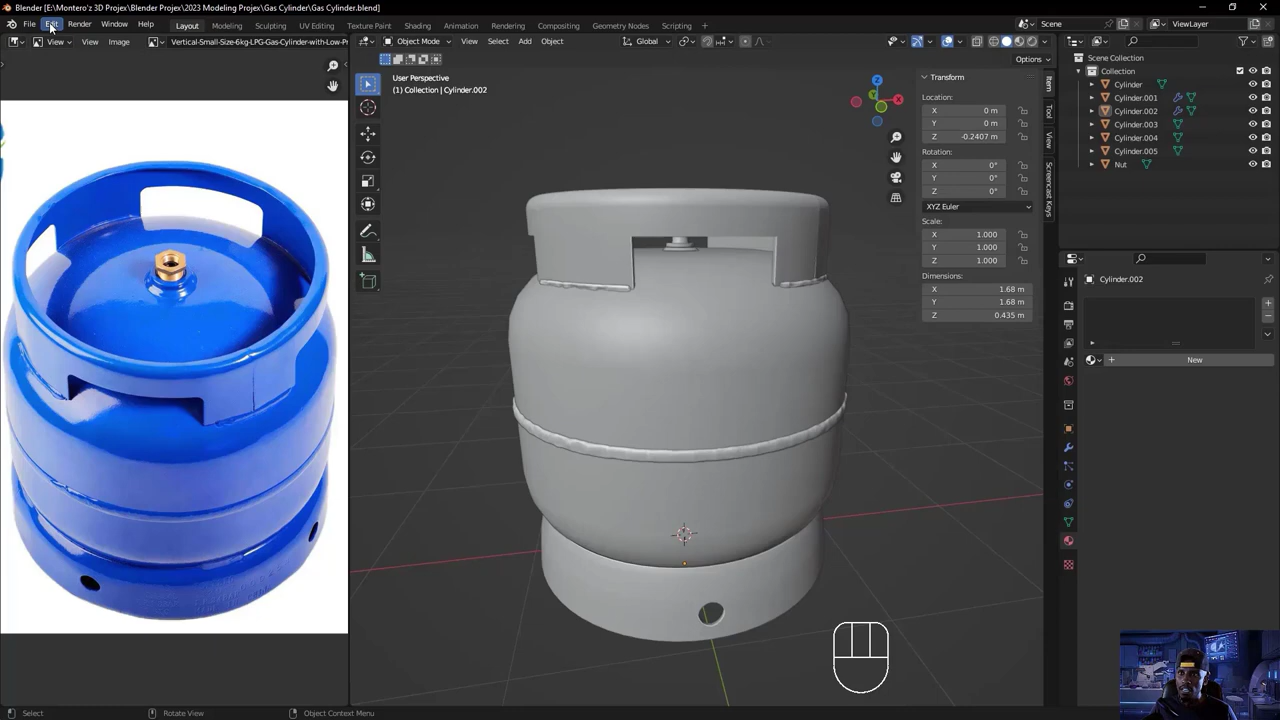 Blender [E:\Montero'z 3D Projex\Blender Projex\2023 Modeling Projex\Gas Cylinder\Gas Cylinder.blend]
File Edit Render Window Help Layout Modeling Sculpting UV Editing Texture Paint Shading Animation Rendering Compositing Geometry Nodes Scripting + Scene ViewLayer
View View Image Vertical-Small-Size-6kg-LPG-Gas-Cylinder-with-Low-Pr
Object Mode View Select Add Object Global
Options
User Perspective
(1) Collection | Cylinder.002
Z
Y
X
Transform
Location:
X 0 m
Y 0 m
Z -0.2407 m
Rotation:
X 0°
Y 0°
Z 0°
XYZ Euler
Scale:
X 1.000
Y 1.000
Z 1.000
Dimensions:
X 1.68 m
Y 1.68 m
Z 0.435 m
Item
Tool
View
Screencast Keys
Scene Collection
Collection
Cylinder
Cylinder.001
Cylinder.002
Cylinder.003
Cylinder.004
Cylinder.005
Nut
Cylinder.002
New
Select Rotate View Object Context Menu